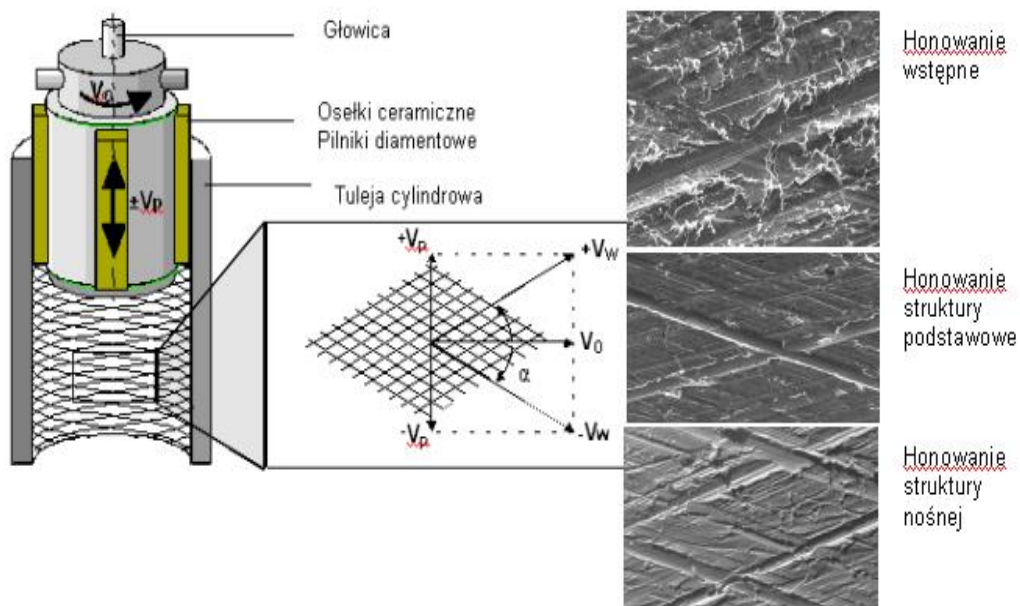 Głowica
Osełki ceramiczne
Pilniki diamentowe
Tuleja cylindrowa
V₀
±Vp
+Vp
+Vw
V₀
α
-Vp
-Vw
Honowanie
wstępne
Honowanie
struktury
podstawowe
Honowanie
struktury
nośnej